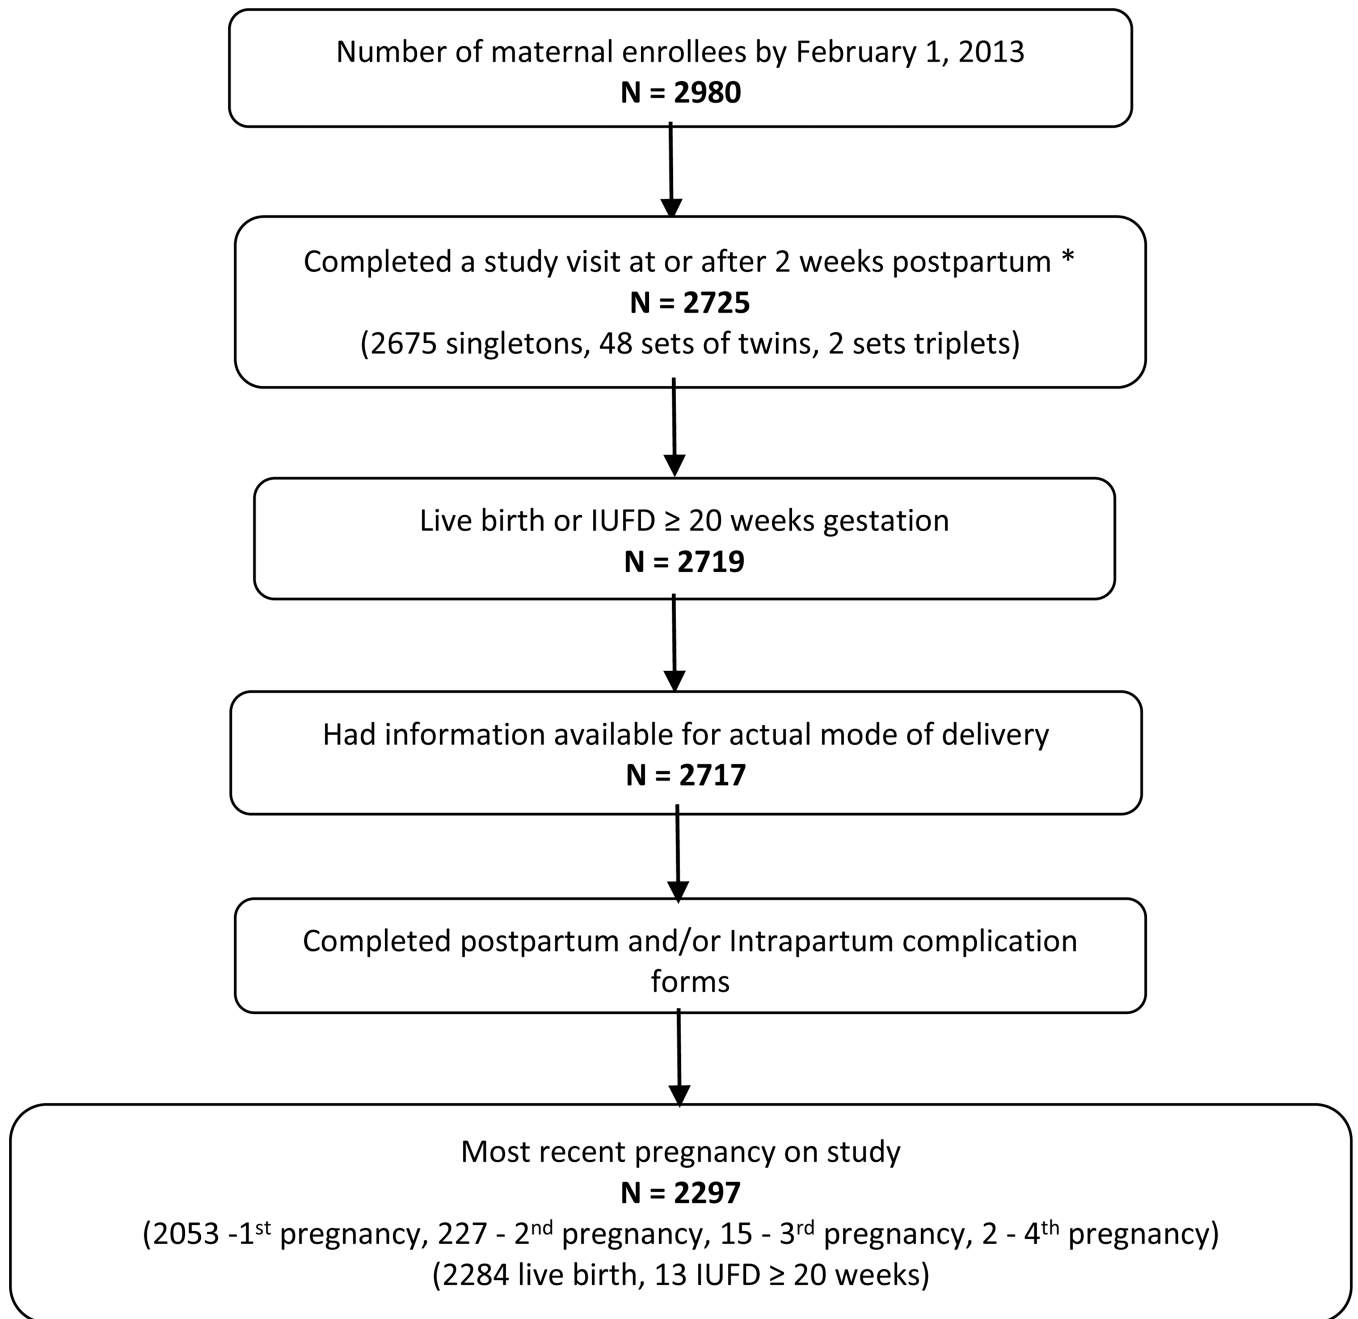 Number of maternal enrollees by February 1, 2013
N = 2980
Completed a study visit at or after 2 weeks postpartum *
N = 2725
(2675 singletons, 48 sets of twins, 2 sets triplets)
Live birth or IUFD ≥ 20 weeks gestation
N = 2719
Had information available for actual mode of delivery
N = 2717
Completed postpartum and/or Intrapartum complication
forms
Most recent pregnancy on study
N = 2297
(2053 -1st pregnancy, 227 - 2nd pregnancy, 15 - 3rd pregnancy, 2 - 4th pregnancy)
(2284 live birth, 13 IUFD ≥ 20 weeks)